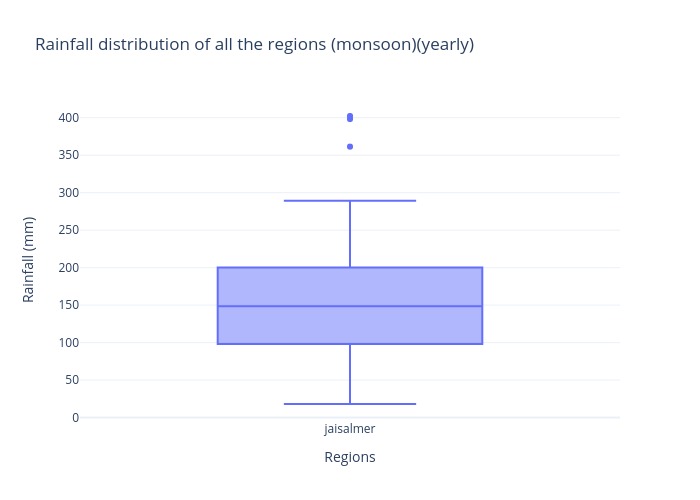 Rainfall distribution of all the regions (monsoon)(yearly)
400
350
300
250
200
150
100
50
0
Rainfall (mm)
jaisalmer
Regions